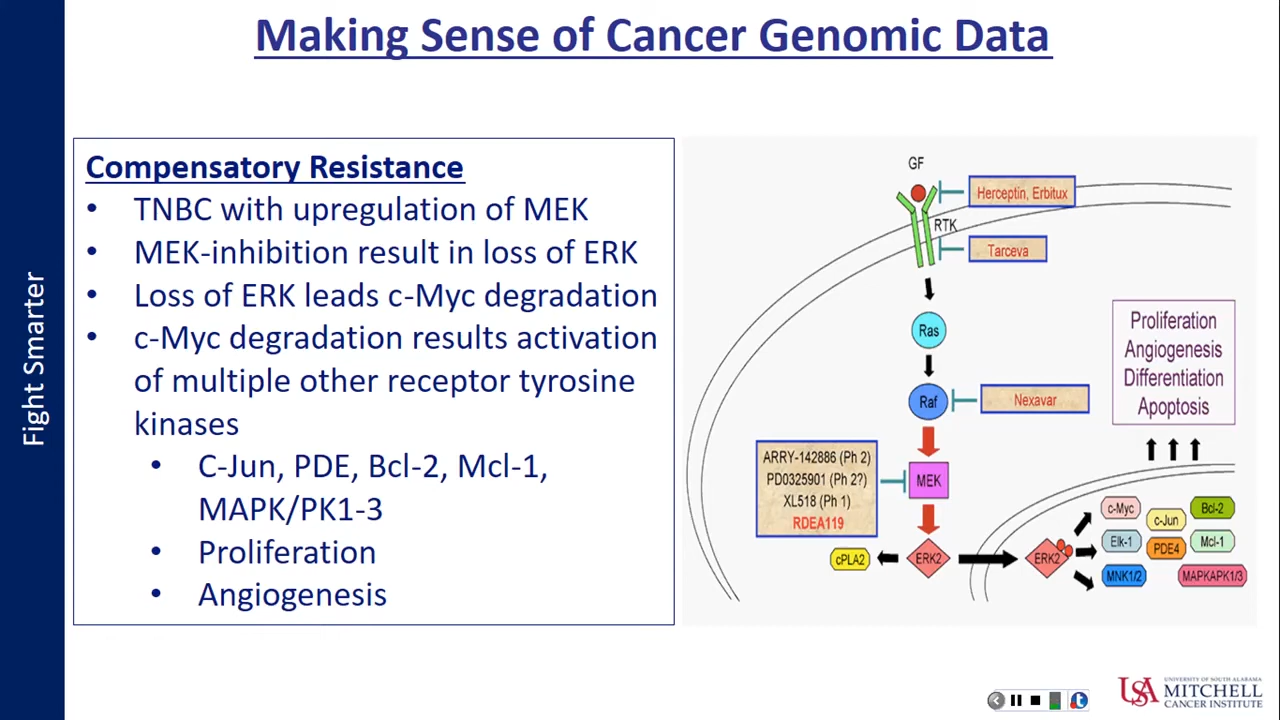 Making Sense of Cancer Genomic Data
Fight Smarter
Compensatory Resistance
• TNBC with upregulation of MEK
• MEK-inhibition result in loss of ERK
• Loss of ERK leads c-Myc degradation
• c-Myc degradation results activation
of multiple other receptor tyrosine
kinases
• C-Jun, PDE, Bcl-2, Mcl-1,
MAPK/PK1-3
• Proliferation
• Angiogenesis
GF
Herceptin, Erbitux
RTK
Tarceva
Ras
Raf
Nexavar
ARRY-142886 (Ph 2)
PD0325901 (Ph 2?)
XL518 (Ph 1)
RDEA119
MEK
cPLA2
ERK2
ERK2
Proliferation
Angiogenesis
Differentiation
Apoptosis
c-Myc
c-Jun
Bcl-2
Elk-1
PDE4
Mcl-1
MNK1/2
MAPKAPK1/3
USA
UNIVERSITY OF SOUTH ALABAMA
MITCHELL
CANCER INSTITUTE